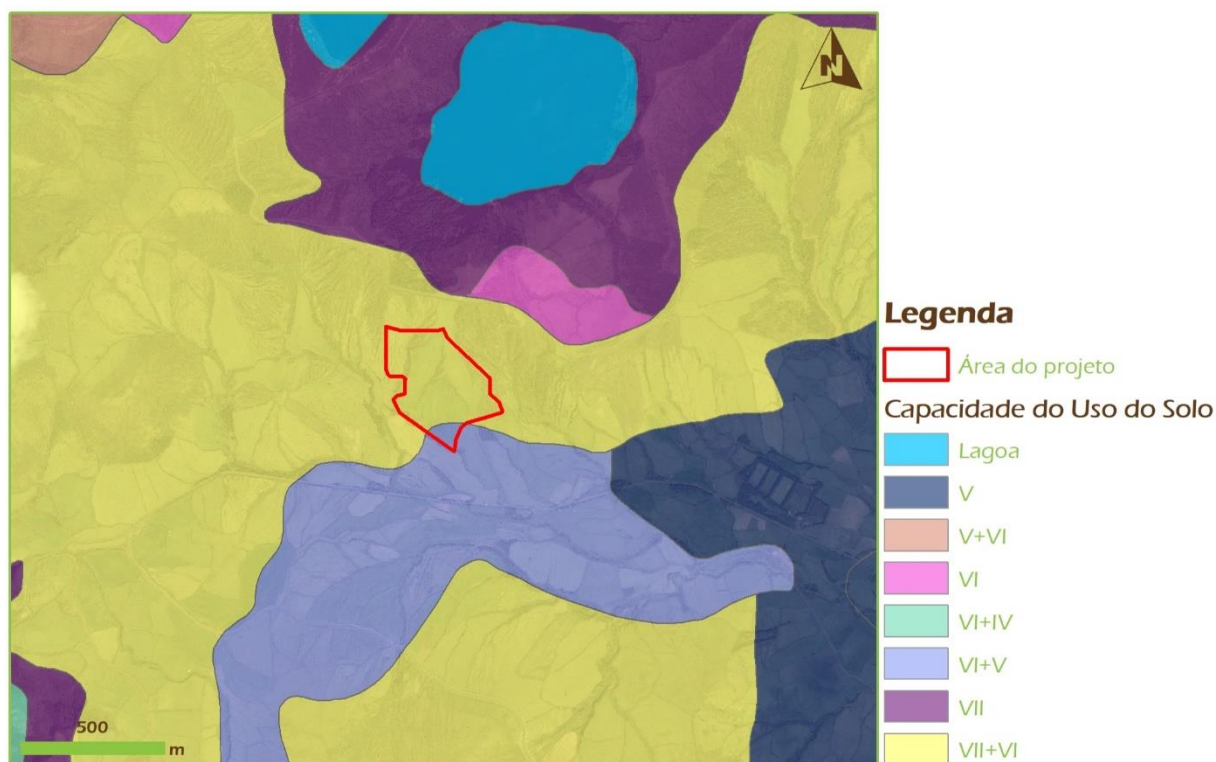 N
Legenda
Área do projeto
Capacidade do Uso do Solo
Lagoa
V
V+VI
VI
VI+IV
VI+V
VII
VII+VI
500
m